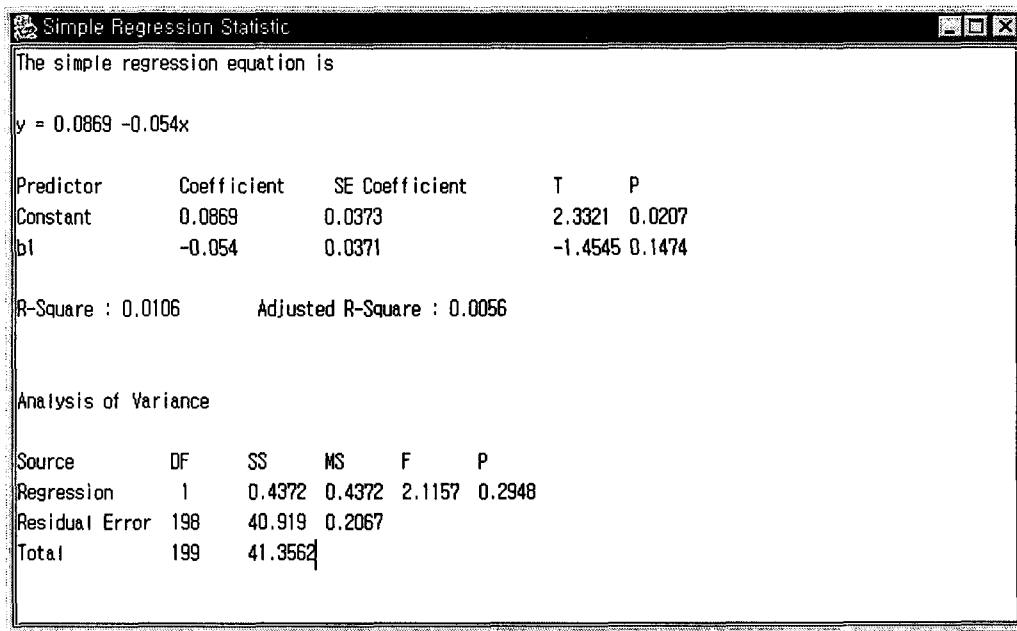 Simple Regression Statistic
The simple regression equation is
y = 0.0869 -0.054x
Predictor Coefficient SE Coefficient T P
Constant 0.0869 0.0373 2.3321 0.0207
b1 -0.054 0.0371 -1.4545 0.1474
R-Square : 0.0106 Adjusted R-Square : 0.0056
Analysis of Variance
Source DF SS MS F P
Regression 1 0.4372 0.4372 2.1157 0.2948
Residual Error 198 40.919 0.2067
Total 199 41.3562